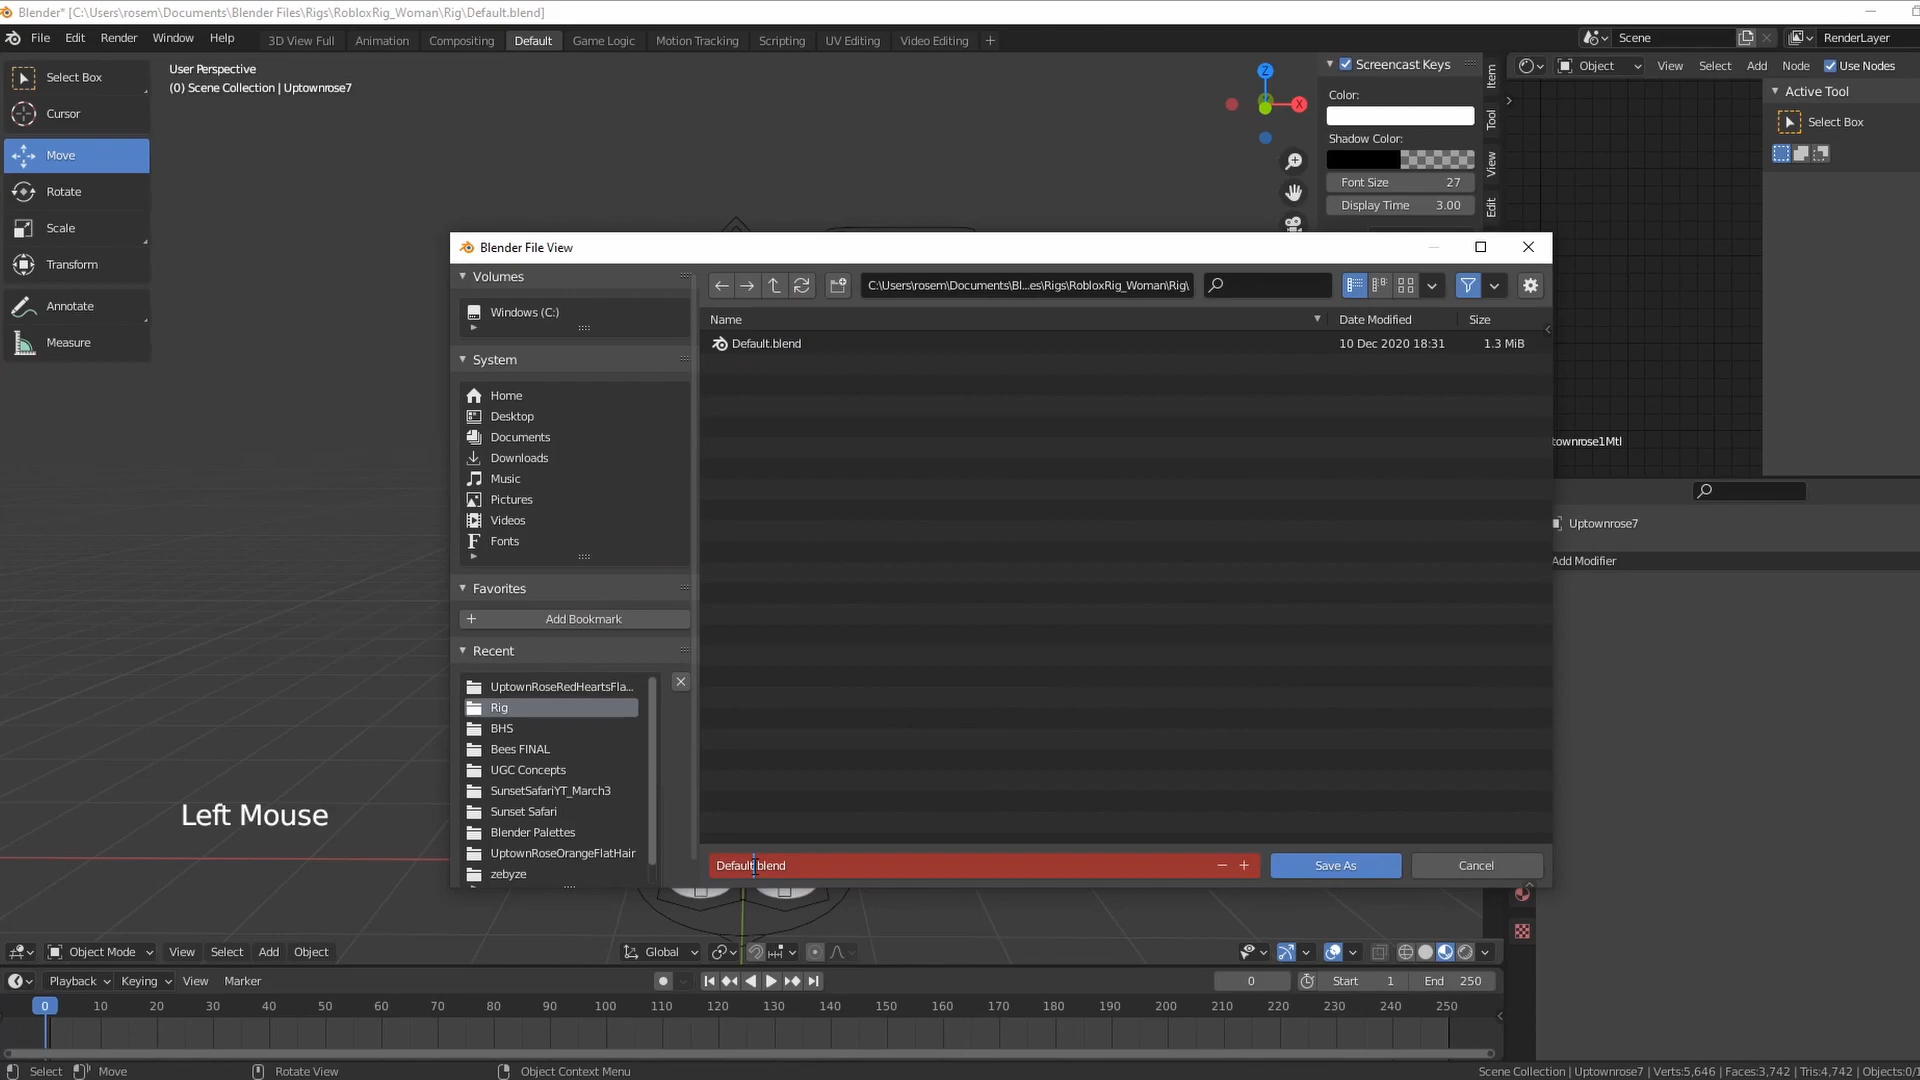 Blender* [C:\Users\rosem\Documents\Blender Files\Rigs\RobloxRig_Woman\Rig\Default.blend]
File Edit Render Window Help 3D View Full Animation Compositing Default Game Logic Motion Tracking Scripting UV Editing Video Editing + Scene RenderLayer
Select Box
Cursor
Move
Rotate
Scale
Transform
Annotate
Measure
User Perspective
(0) Scene Collection | Uptownrose7
Z
X
Screencast Keys
Color:
Shadow Color:
Font Size 27
Display Time 3.00
Item
Tool
View
Edit
Object View Select Add Node Use Nodes
Active Tool
Select Box
Blender File View
Volumes
Windows (C:)
System
Home
Desktop
Documents
Downloads
Music
Pictures
Videos
Fonts
Favorites
Add Bookmark
Recent
UptownRoseRedHeartsFla...
Rig
BHS
Bees FINAL
UGC Concepts
SunsetSafariYT_March3
Sunset Safari
Blender Palettes
UptownRoseOrangeFlatHair
zebyze
C:\Users\rosem\Documents\Bl...es\Rigs\RobloxRig_Woman\Rig\
Name Date Modified Size
Default.blend 10 Dec 2020 18:31 1.3 MiB
Default.blend
Save As Cancel
townrose1Mtl
Uptownrose7
Add Modifier
Left Mouse
Object Mode View Select Add Object Global
Playback Keying View Marker 0 Start 1 End 250
0 10 20 30 40 50 60 70 80 90 100 110 120 130 140 150 160 170 180 190 200 210 220 230 240 250
Select Move Rotate View Object Context Menu Scene Collection | Uptownrose7 | Verts:5,646 | Faces:3,742 | Tris:4,742 | Objects:0/1